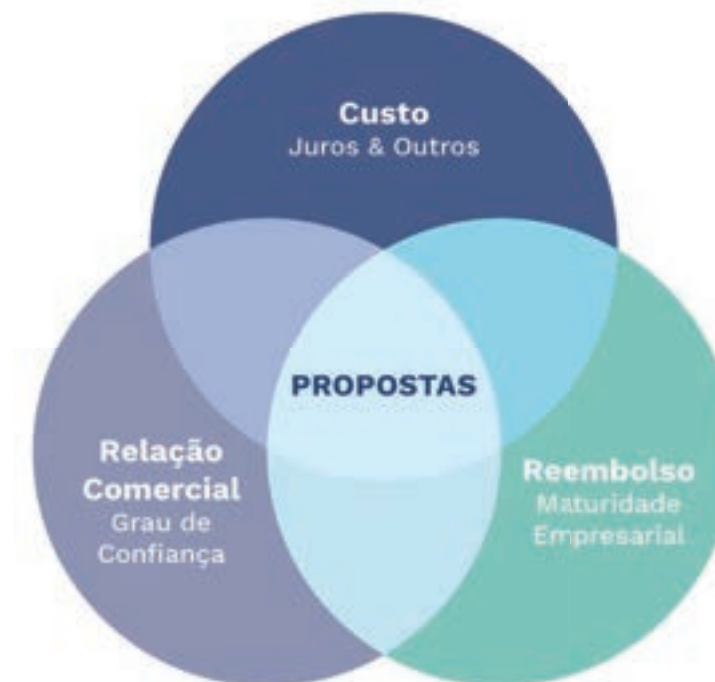 Custo
Juros & Outros
PROPOSTAS
Relação
Comercial
Grau de
Confiança
Reembolso
Maturidade
Empresarial